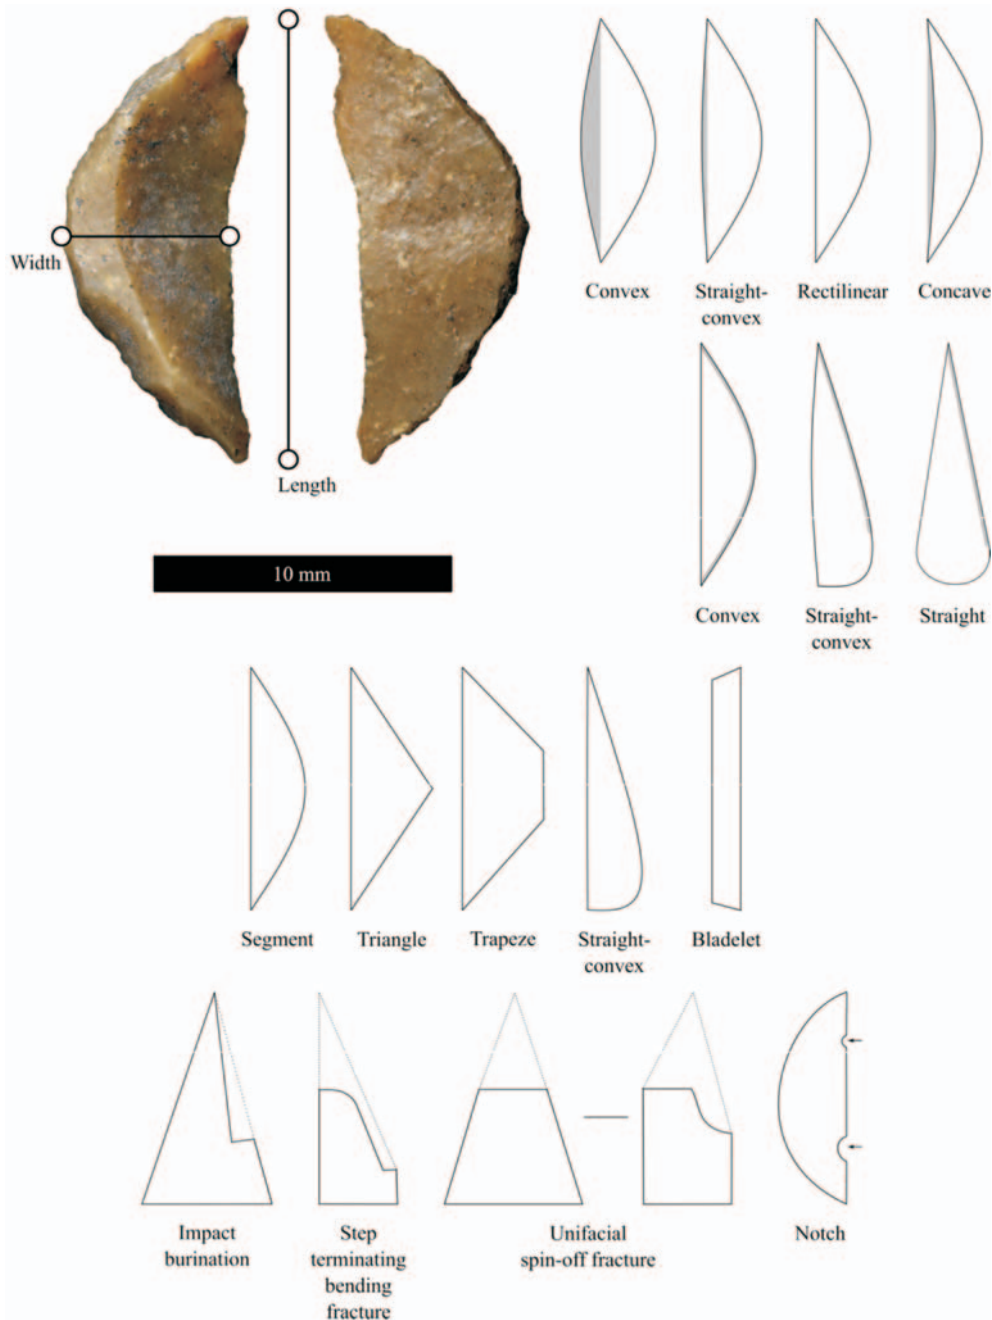 Width
Length
10 mm
Convex
Straight-
convex
Rectilinear
Concave
Convex
Straight-
convex
Straight
Segment
Triangle
Trapeze
Straight-
convex
Bladelet
Impact
burination
Step
terminating
bending
fracture
Unifacial
spin-off fracture
Notch